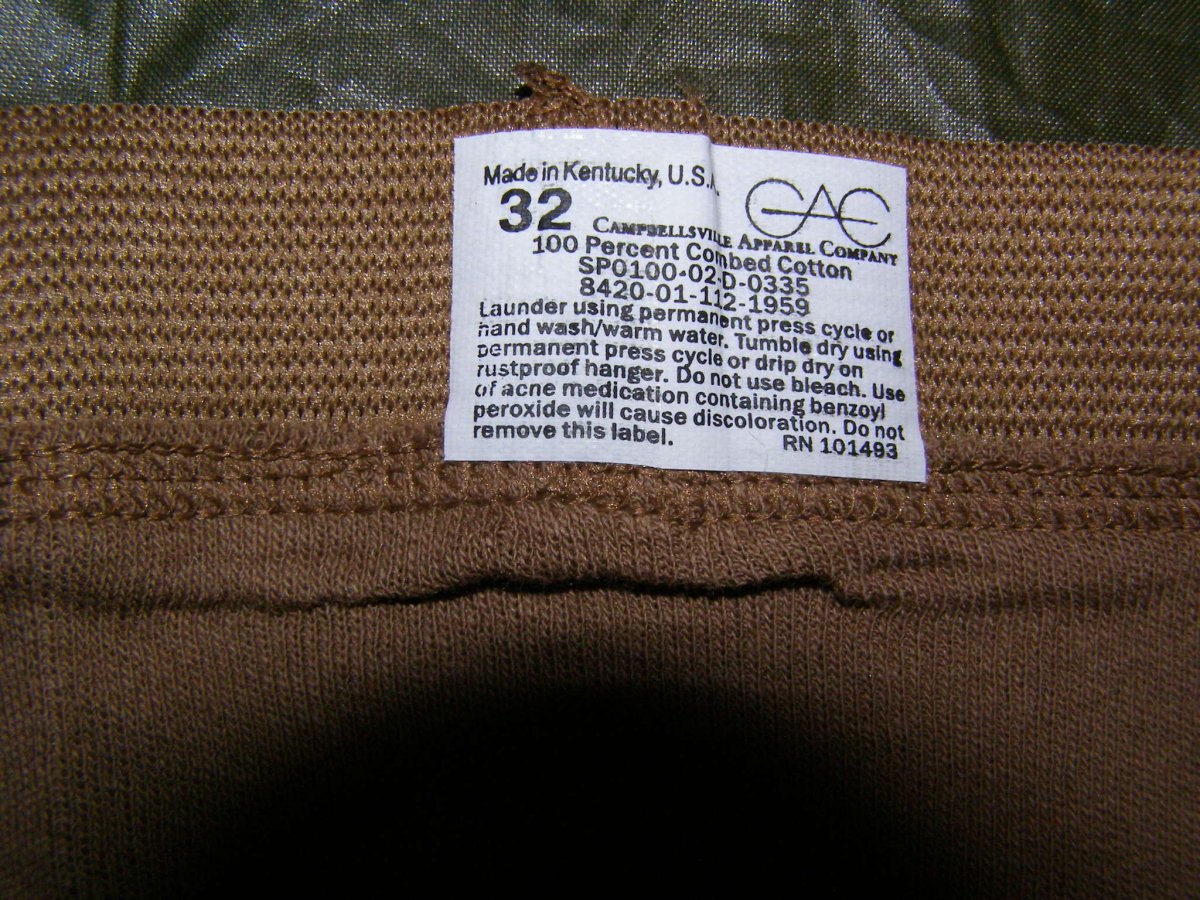 Made in Kentucky, U.S.A.
32
CAC
CAMPBELLSVILLE APPAREL COMPANY
100 Percent Combed Cotton
SP0100-02-D-0335
8420-01-112-1959
Launder using permanent press cycle or
hand wash/warm water. Tumble dry using
permanent press cycle or drip dry on
rustproof hanger. Do not use bleach. Use
of acne medication containing benzoyl
peroxide will cause discoloration. Do not
remove this label.
RN 101493